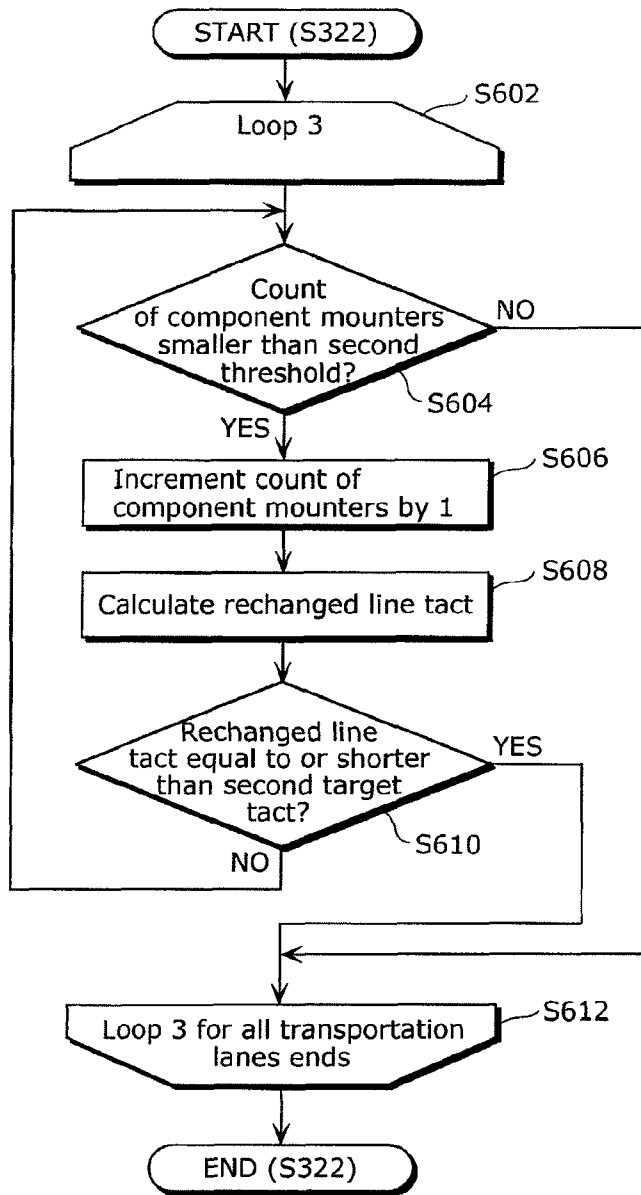 START (S322)
S602
Loop 3
Count
of component mounters
smaller than second
threshold?
NO
S604
YES
S606
Increment count of
component mounters by 1
S608
Calculate rechanged line tact
Rechanged line
tact equal to or shorter
than second target
tact?
YES
S610
NO
S612
Loop 3 for all transportation
lanes ends
END (S322)